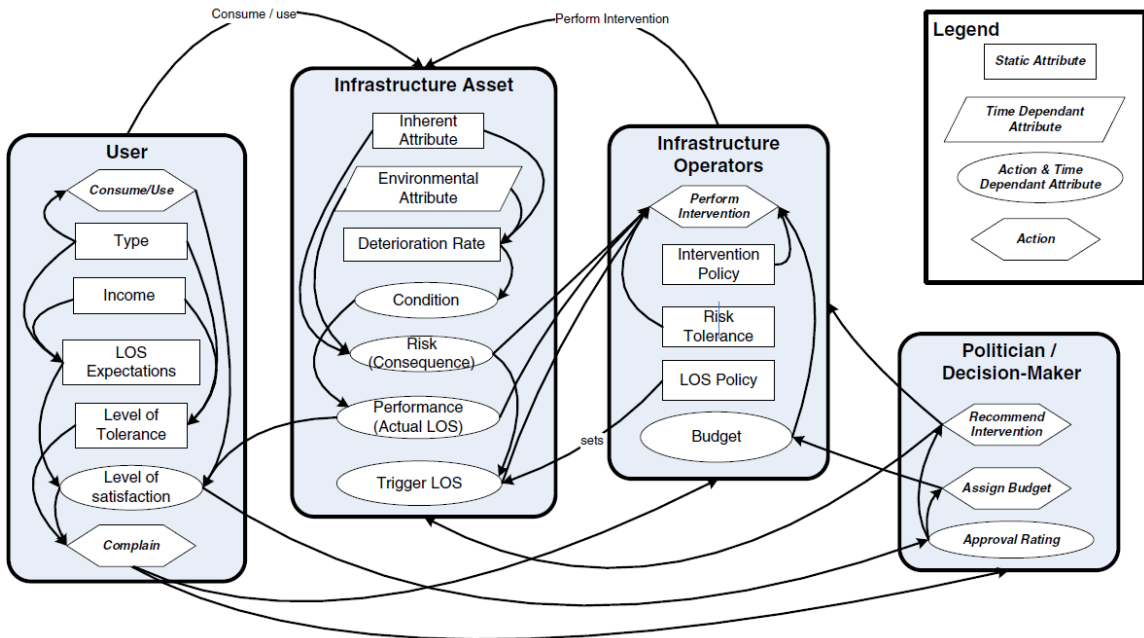 Consume / use
Perform Intervention
Legend
Static Attribute
Time Dependant
Attribute
Action & Time
Dependant Attribute
Action
User
Consume/Use
Type
Income
LOS
Expectations
Level of
Tolerance
Level of
satisfaction
Complain
Infrastructure Asset
Inherent
Attribute
Environmental
Attribute
Deterioration Rate
Condition
Risk
(Consequence)
Performance
(Actual LOS)
Trigger LOS
sets
Infrastructure
Operators
Perform
Intervention
Intervention
Policy
Risk
Tolerance
LOS Policy
Budget
Politician /
Decision-Maker
Recommend
Intervention
Assign Budget
Approval Rating